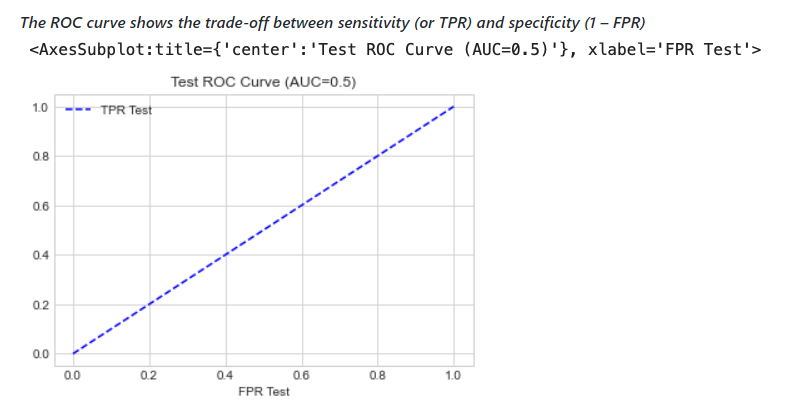 The ROC curve shows the trade-off between sensitivity (or TPR) and specificity (1 – FPR)
<AxesSubplot:title={'center':'Test ROC Curve (AUC=0.5)'}, xlabel='FPR Test'>
Test ROC Curve (AUC=0.5)
1.0
TPR Test
0.8
0.6
0.4
0.2
0.0
0.0 0.2 0.4 0.6 0.8 1.0
FPR Test